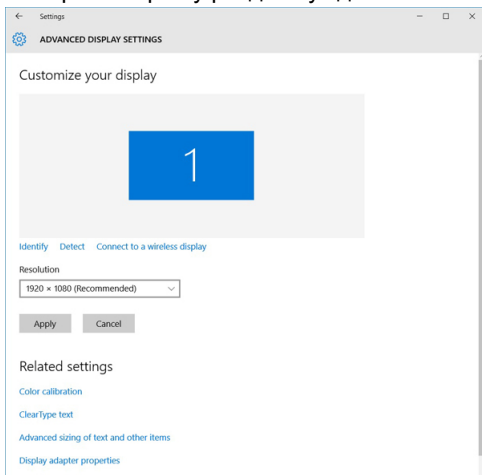 Settings
ADVANCED DISPLAY SETTINGS
Customize your display
1
Identify Detect Connect to a wireless display
Resolution
1920 × 1080 (Recommended)
Apply Cancel
Related settings
Color calibration
ClearType text
Advanced sizing of text and other items
Display adapter properties